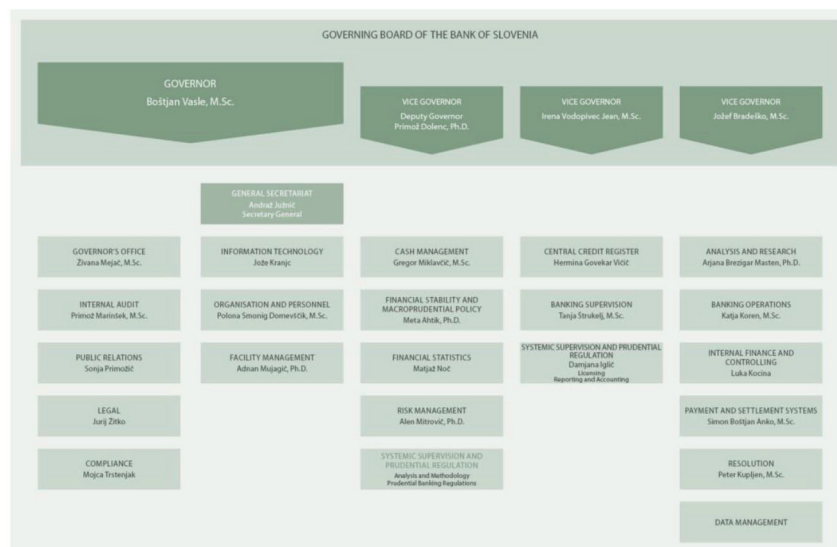 GOVERNING BOARD OF THE BANK OF SLOVENIA
GOVERNOR
Boštjan Vasle, M.Sc.
VICE GOVERNOR
Deputy Governor
Primož Dolenc, Ph.D.
VICE GOVERNOR
Irena Vodopivec Jean, M.Sc.
VICE GOVERNOR
Jožef Bradeško, M.Sc.
GENERAL SECRETARIAT
Andraž Južnič
Secretary General
GOVERNOR'S OFFICE
Živana Mejač, M.Sc.
INTERNAL AUDIT
Primož Marinšek, M.Sc.
PUBLIC RELATIONS
Sonja Primožič
LEGAL
Jurij Žitko
COMPLIANCE
Mojca Trstenjak
INFORMATION TECHNOLOGY
Jože Kranjc
ORGANISATION AND PERSONNEL
Polona Smonig Domevščik, M.Sc.
FACILITY MANAGEMENT
Adnan Mujagič, Ph.D.
CASH MANAGEMENT
Gregor Miklavčič, M.Sc.
FINANCIAL STABILITY AND
MACROPRUDENTIAL POLICY
Meta Ahtik, Ph.D.
FINANCIAL STATISTICS
Matjaž Noč
RISK MANAGEMENT
Alen Mitrovič, Ph.D.
SYSTEMIC SUPERVISION AND
PRUDENTIAL REGULATION
Analysis and Methodology
Prudential Banking Regulations
CENTRAL CREDIT REGISTER
Hermina Govekar Vičič
BANKING SUPERVISION
Tanja Štrukelj, M.Sc.
SYSTEMIC SUPERVISION AND PRUDENTIAL
REGULATION
Damjana Iglič
Licensing
Reporting and Accounting
ANALYSIS AND RESEARCH
Arjana Brezigar Masten, Ph.D.
BANKING OPERATIONS
Katja Koren, M.Sc.
INTERNAL FINANCE AND
CONTROLLING
Luka Kocina
PAYMENT AND SETTLEMENT SYSTEMS
Simon Boštjan Anko, M.Sc.
RESOLUTION
Peter Kupljen, M.Sc.
DATA MANAGEMENT